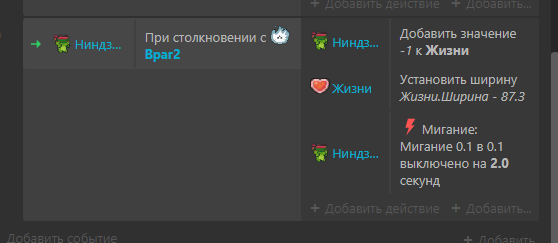 + Добавить действие + Добавить...
Ниндз...
При столкновении с
Враг2
Ниндз...
Добавить значение
-1 к Жизни
Жизни
Установить ширину
Жизни.Ширина - 87.3
Ниндз...
Мигание:
Мигание 0.1 в 0.1
выключено на 2.0
секунд
+ Добавить действие + Добавить...
Добавить событие
+ Добавить...